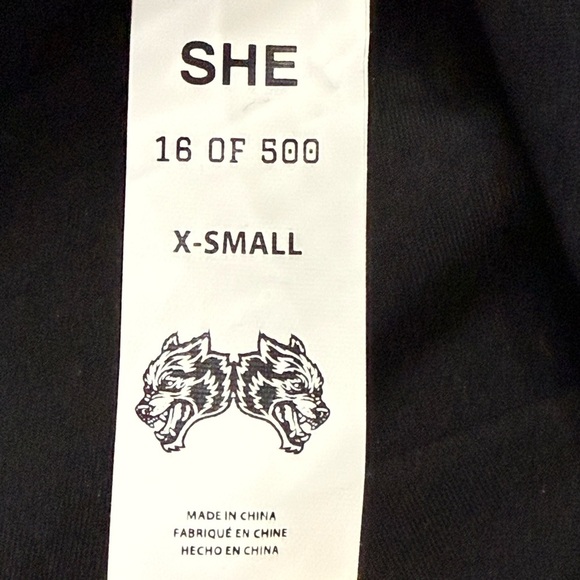 SHE
16 OF 500
X-SMALL
MADE IN CHINA
FABRIQUÉ EN CHINE
HECHO EN CHINA